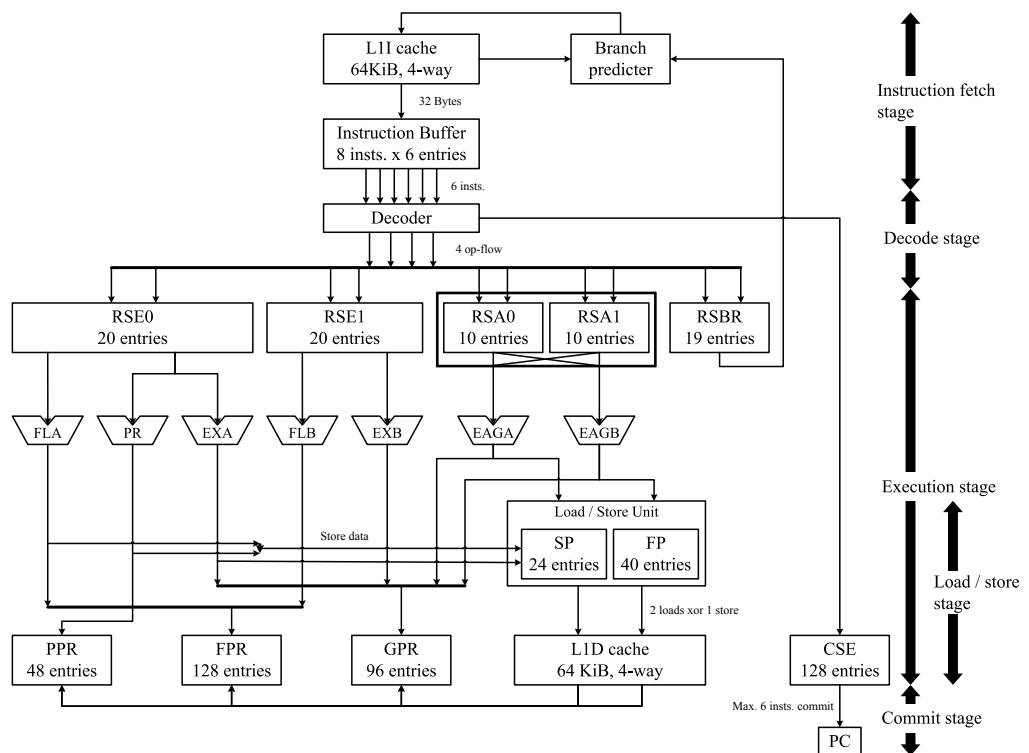 L1I cache
64KiB, 4-way
Branch
predicter
Instruction fetch
stage
32 Bytes
Instruction Buffer
8 insts. x 6 entries
6 insts.
Decoder
Decode stage
4 op-flow
RSE0
20 entries
RSE1
20 entries
RSA0
10 entries
RSA1
10 entries
RSBR
19 entries
FLA
PR
EXA
FLB
EXB
EAGA
EAGB
Execution stage
Load / Store Unit
Store data
SP
24 entries
FP
40 entries
Load / store
stage
2 loads xor 1 store
PPR
48 entries
FPR
128 entries
GPR
96 entries
L1D cache
64 KiB, 4-way
CSE
128 entries
Max. 6 insts. commit
Commit stage
PC